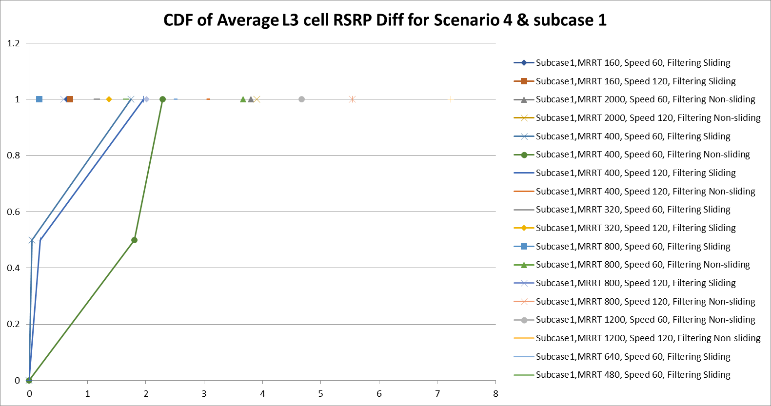 CDF of Average L3 cell RSRP Diff for Scenario 4 & subcase 1
1.2
1
0.8
0.6
0.4
0.2
0
0 1 2 3 4 5 6 7 8
Subcase1,MRRT 160, Speed 60, Filtering Sliding
Subcase1,MRRT 160, Speed 120, Filtering Sliding
Subcase1,MRRT 2000, Speed 60, Filtering Non-sliding
Subcase1,MRRT 2000, Speed 120, Filtering Non-sliding
Subcase1,MRRT 400, Speed 60, Filtering Sliding
Subcase1,MRRT 400, Speed 60, Filtering Non-sliding
Subcase1,MRRT 400, Speed 120, Filtering Sliding
Subcase1,MRRT 400, Speed 120, Filtering Non-sliding
Subcase1,MRRT 320, Speed 60, Filtering Sliding
Subcase1,MRRT 320, Speed 120, Filtering Sliding
Subcase1,MRRT 800, Speed 60, Filtering Sliding
Subcase1,MRRT 800, Speed 60, Filtering Non-sliding
Subcase1,MRRT 800, Speed 120, Filtering Sliding
Subcase1,MRRT 800, Speed 120, Filtering Non-sliding
Subcase1,MRRT 1200, Speed 60, Filtering Non-sliding
Subcase1,MRRT 1200, Speed 120, Filtering Non-sliding
Subcase1,MRRT 640, Speed 60, Filtering Sliding
Subcase1,MRRT 480, Speed 60, Filtering Sliding